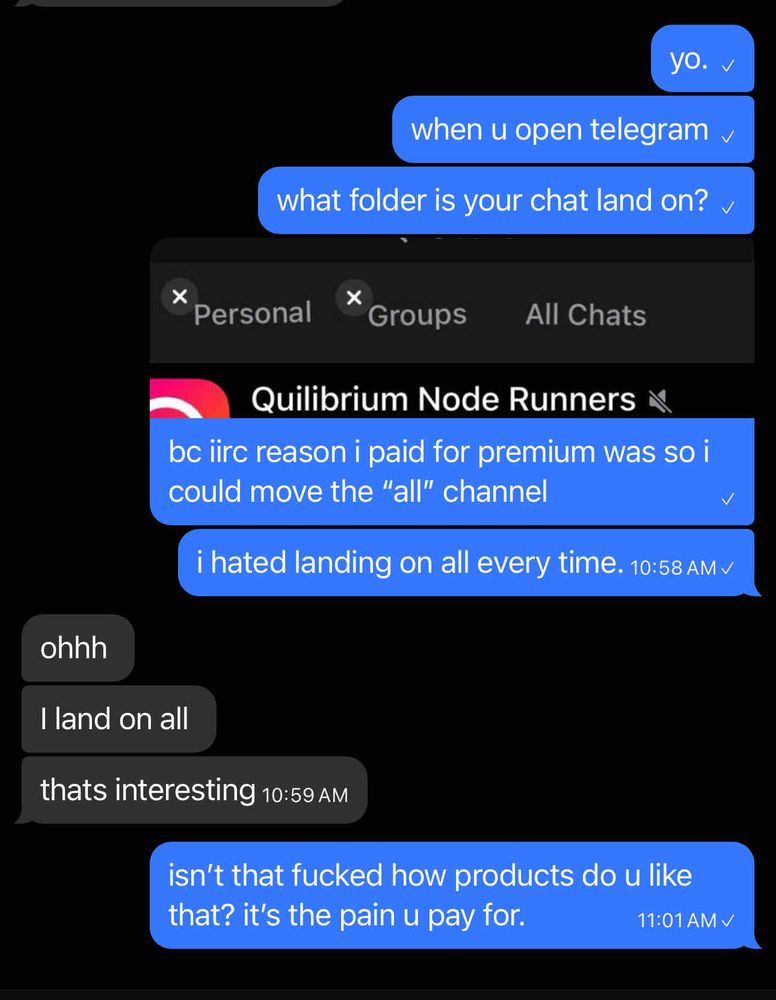 yo.
when u open telegram
what folder is your chat land on?
Personal Groups All Chats
Quilibrium Node Runners
bc iirc reason i paid for premium was so i
could move the “all” channel
i hated landing on all every time. 10:58 AM
ohhh
I land on all
thats interesting 10:59 AM
isn’t that fucked how products do u like
that? it’s the pain u pay for. 11:01 AM